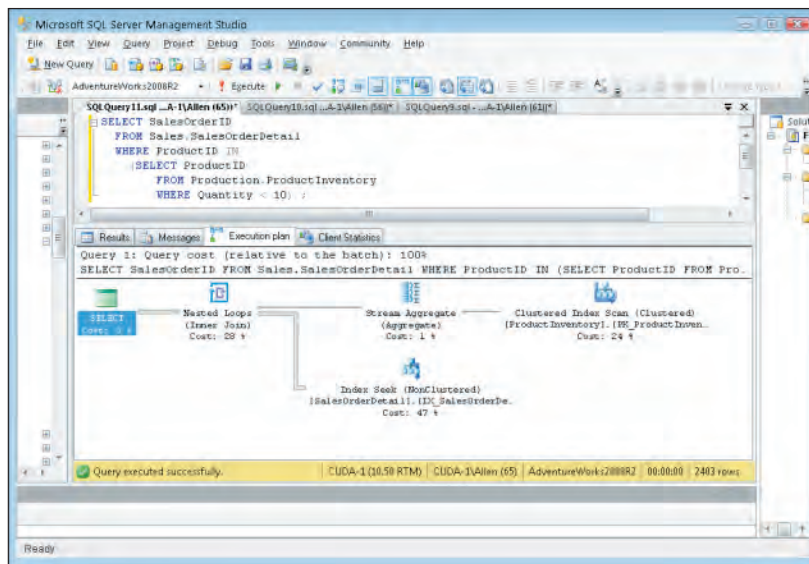 Microsoft SQL Server Management Studio
File Edit View Query Project Debug Tools Window Community Help
New Query
AdventureWorks2008R2 Execute
SQLQuery11.sql ...A-1\Allen (65))* SQLQuery10.sql ...A-1\Allen (56))* SQLQuery9.sql - ...A-1\Allen (61))*
SELECT SalesOrderID
FROM Sales.SalesOrderDetail
WHERE ProductID IN
(SELECT ProductID
FROM Production.ProductInventory
WHERE Quantity < 10) ;
Solut
Results Messages Execution plan Client Statistics
Query 1: Query cost (relative to the batch): 100%
SELECT SalesOrderID FROM Sales.SalesOrderDetail WHERE ProductID IN (SELECT ProductID FROM Pro...
SELECT
Cost: 0 %
Nested Loops
(Inner Join)
Cost: 28 %
Stream Aggregate
(Aggregate)
Cost: 1 %
Clustered Index Scan (Clustered)
[ProductInventory].[PK_ProductInven...
Cost: 24 %
Index Seek (NonClustered)
[SalesOrderDetail].[IX_SalesOrderDe...
Cost: 47 %
Query executed successfully. CUDA-1 (10.50 RTM) CUDA-1\Allen (65) AdventureWorks2008R2 00:00:00 2403 rows
Ready